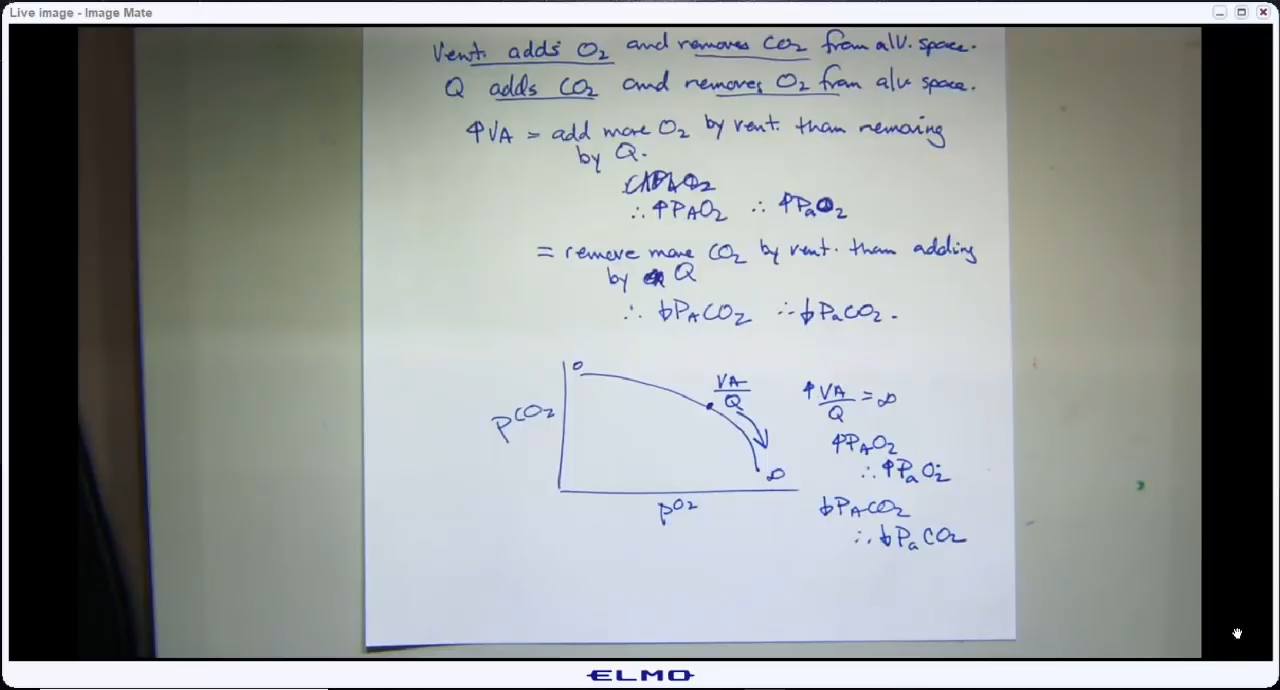 Live image - Image Mate
Vent. adds O₂ and removes CO₂ from alv. space.
Q adds CO₂ and removes O₂ from alv space.
↑VA = add more O₂ by vent. than removing
by Q.
∴ ↑PAO₂ ∴ ↑PaO₂
= remove more CO₂ by vent. than adding
by Q
∴ ↓PACO₂ ∴ ↓PaCO₂.
O
PCO₂
VA/Q
∞
PO₂
↑VA/Q = ∞
↑PAO₂
∴ ↑PaO₂
↓PACO₂
∴ ↓PaCO₂
ELMO